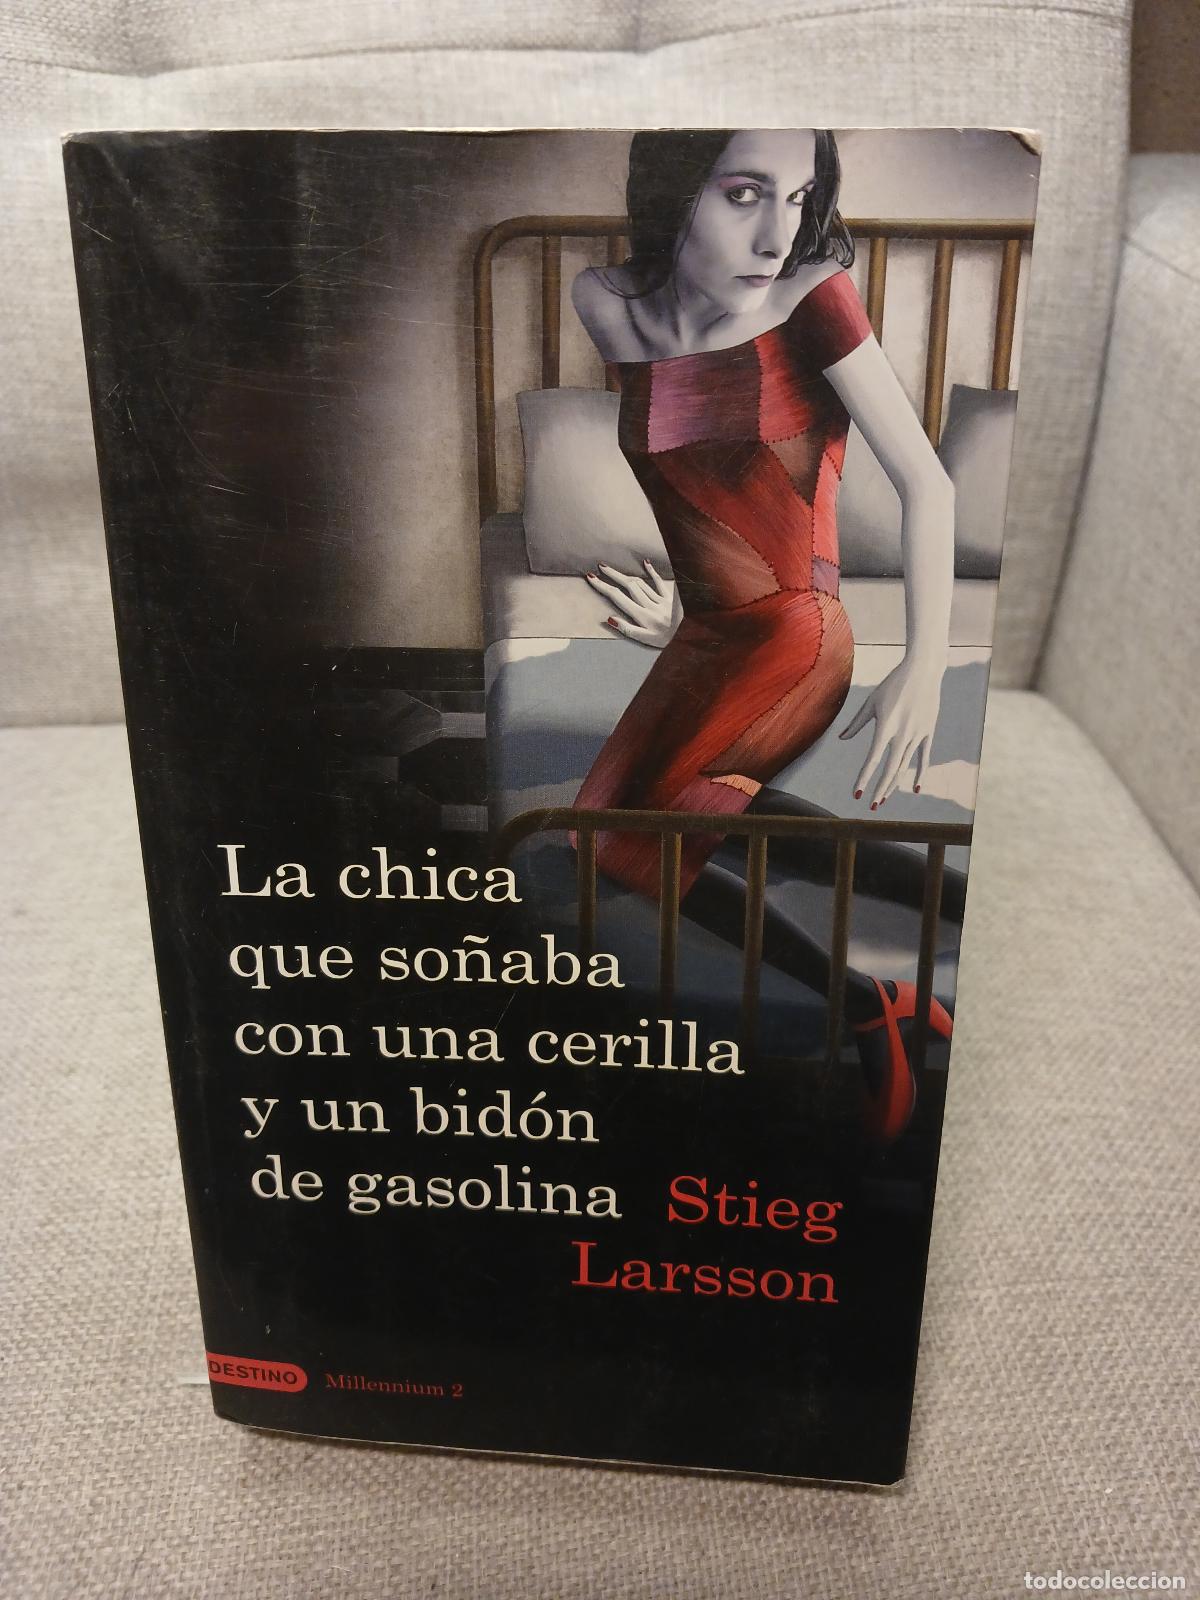 La chica
que soñaba
con una cerilla
y un bidón
de gasolina
Stieg
Larsson
DESTINO
Millennium 2
todocoleccion